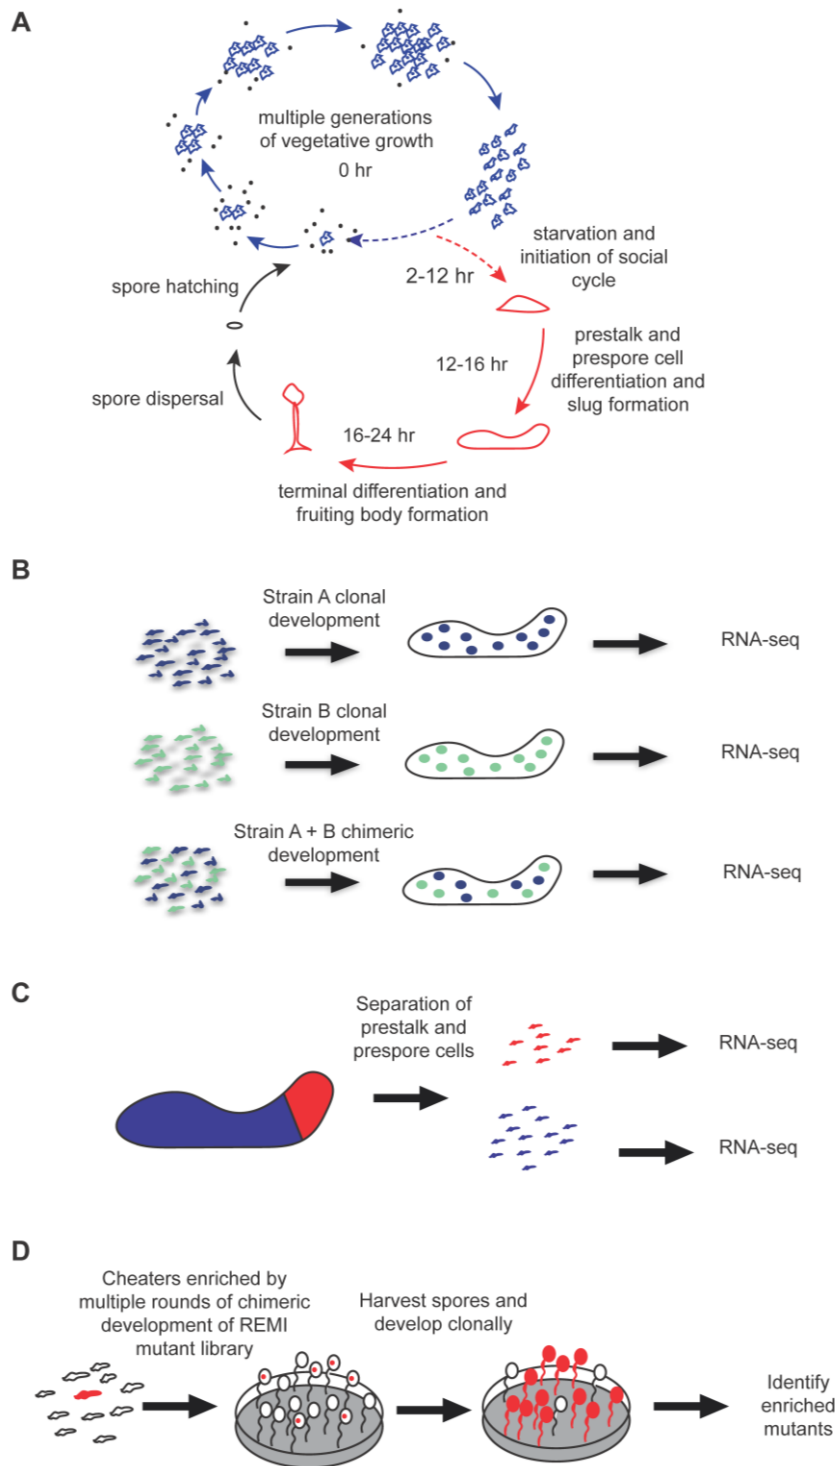 A
multiple generations
of vegetative growth
0 hr
starvation and
initiation of social
cycle
2-12 hr
spore hatching
prestalk and
prespore cell
differentiation and
slug formation
12-16 hr
spore dispersal
16-24 hr
terminal differentiation and
fruiting body formation
B
Strain A clonal
development
RNA-seq
Strain B clonal
development
RNA-seq
Strain A + B chimeric
development
RNA-seq
C
Separation of
prestalk and
prespore cells
RNA-seq
RNA-seq
D
Cheaters enriched by
multiple rounds of chimeric
development of REMI
mutant library
Harvest spores and
develop clonally
Identify
enriched
mutants